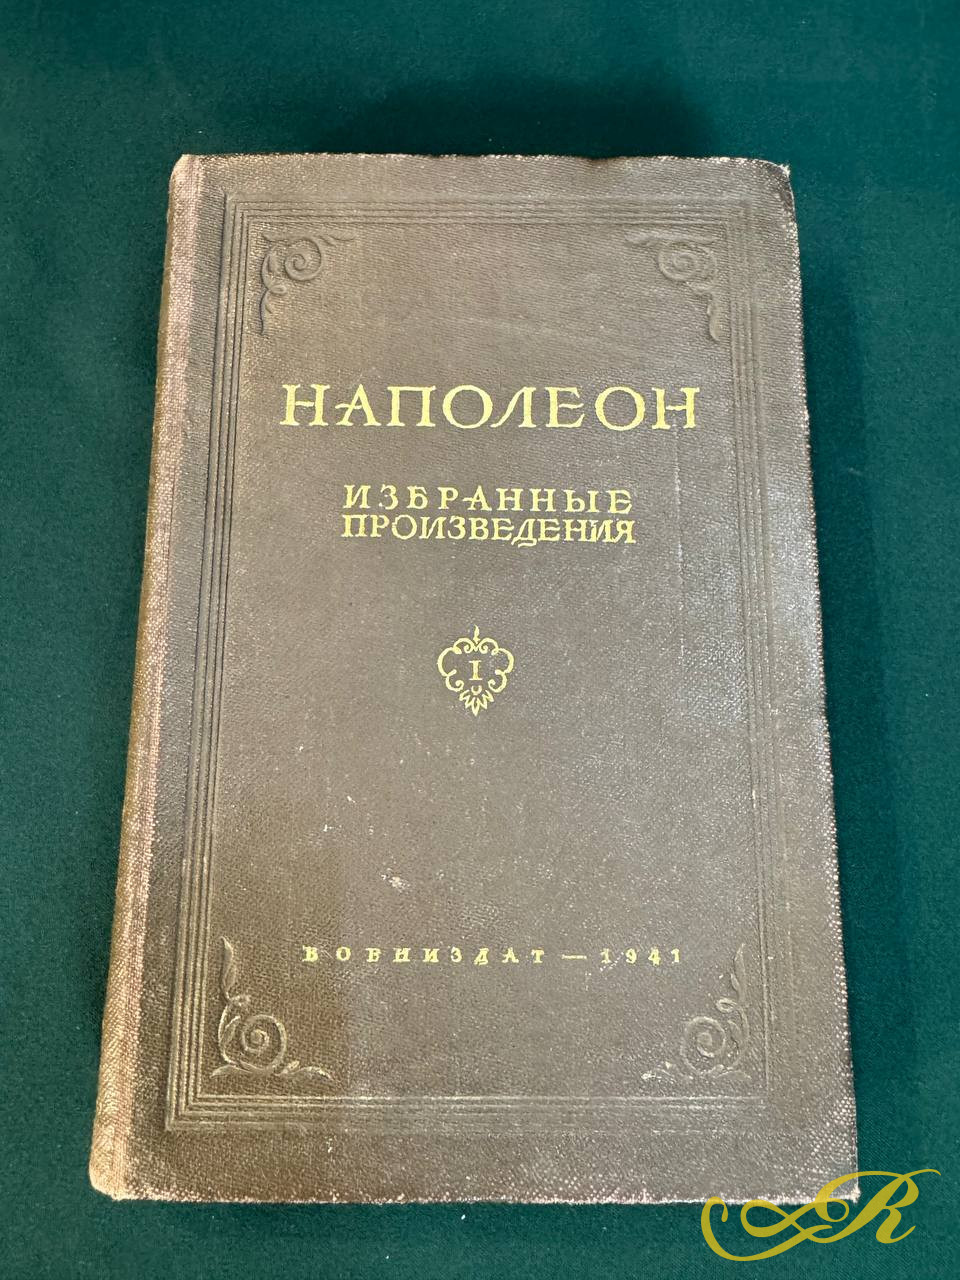 НАПОЛЕОН
ИЗБРАННЫЕ
ПРОИЗВЕДЕНИЯ
I
ВОЕНИЗДАТ — 1941
R